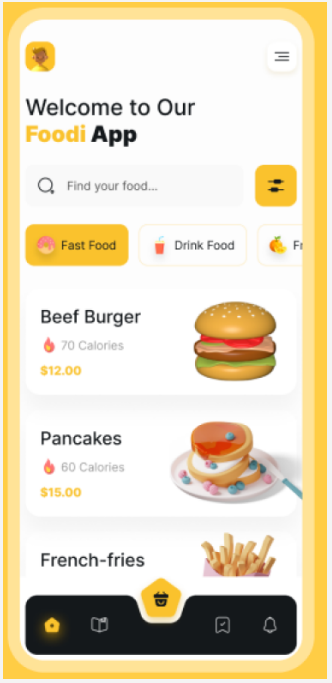 Welcome to Our
Foodi App
Find your food...
Fast Food
Drink Food
Fr
Beef Burger
70 Calories
$12.00
Pancakes
60 Calories
$15.00
French-fries